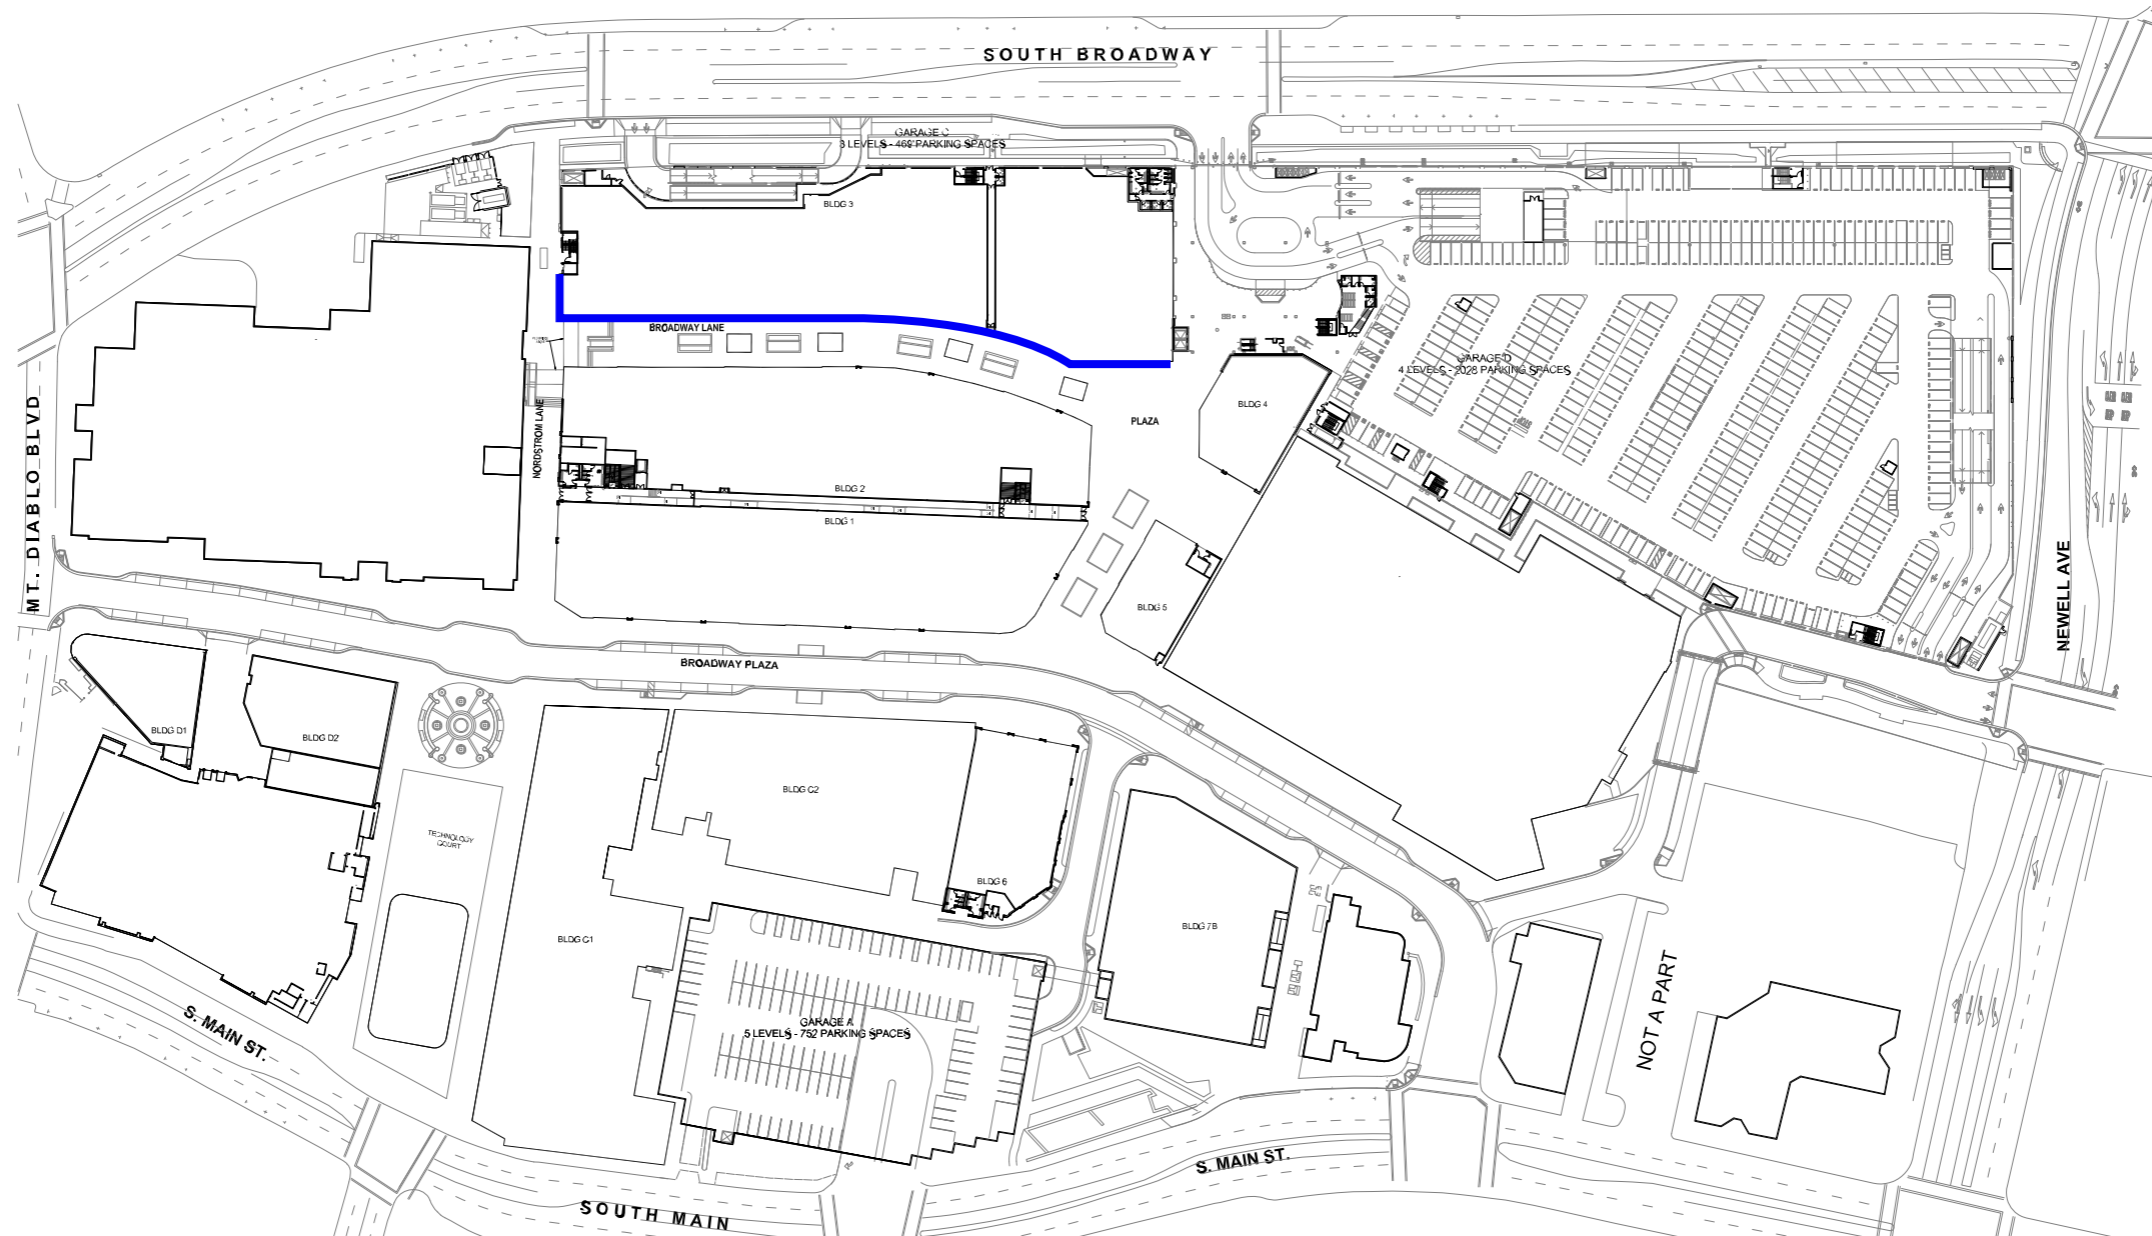 SOUTH BROADWAY
GARAGE C
3 LEVELS - 469 PARKING SPACES
BLDG 3
BROADWAY LANE
GARAGE D
4 LEVELS - 2028 PARKING SPACES
BLDG 4
PLAZA
MT. DIABLO BLVD
NORDSTROM LANE
BLDG 2
BLDG 1
BLDG 5
NEWELL AVE
BROADWAY PLAZA
BLDG D1
BLDG D2
BLDG C2
TECHNOLOGY
COURT
BLDG 6
BLDG 7B
BLDG C1
NOT A PART
GARAGE A
5 LEVELS - 752 PARKING SPACES
S. MAIN ST.
S. MAIN ST.
SOUTH MAIN